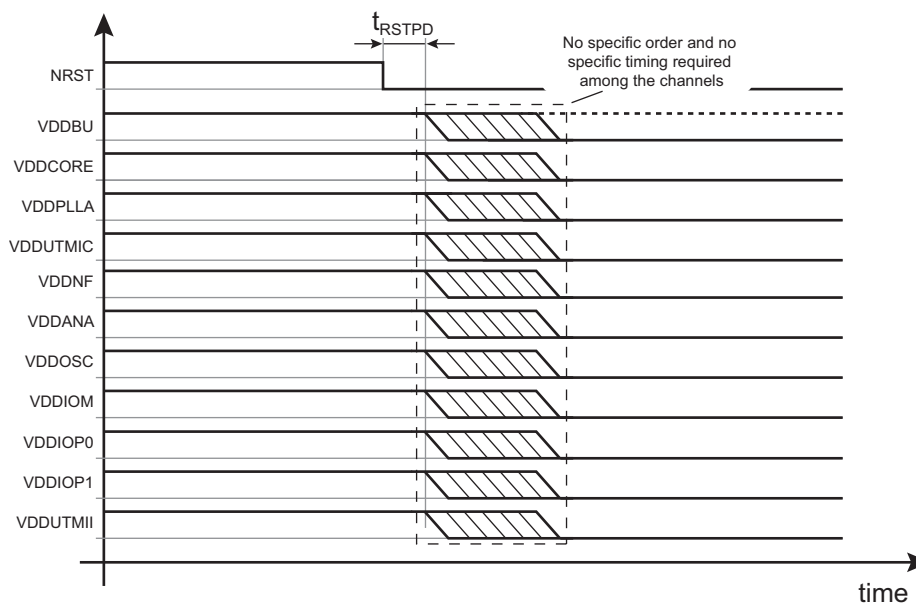 tRSTPD
No specific order and no
specific timing required
among the channels
NRST
VDDBU
VDDCORE
VDDPLLA
VDDUTMIC
VDDNF
VDDANA
VDDOSC
VDDIOM
VDDIOP0
VDDIOP1
VDDUTMII
time